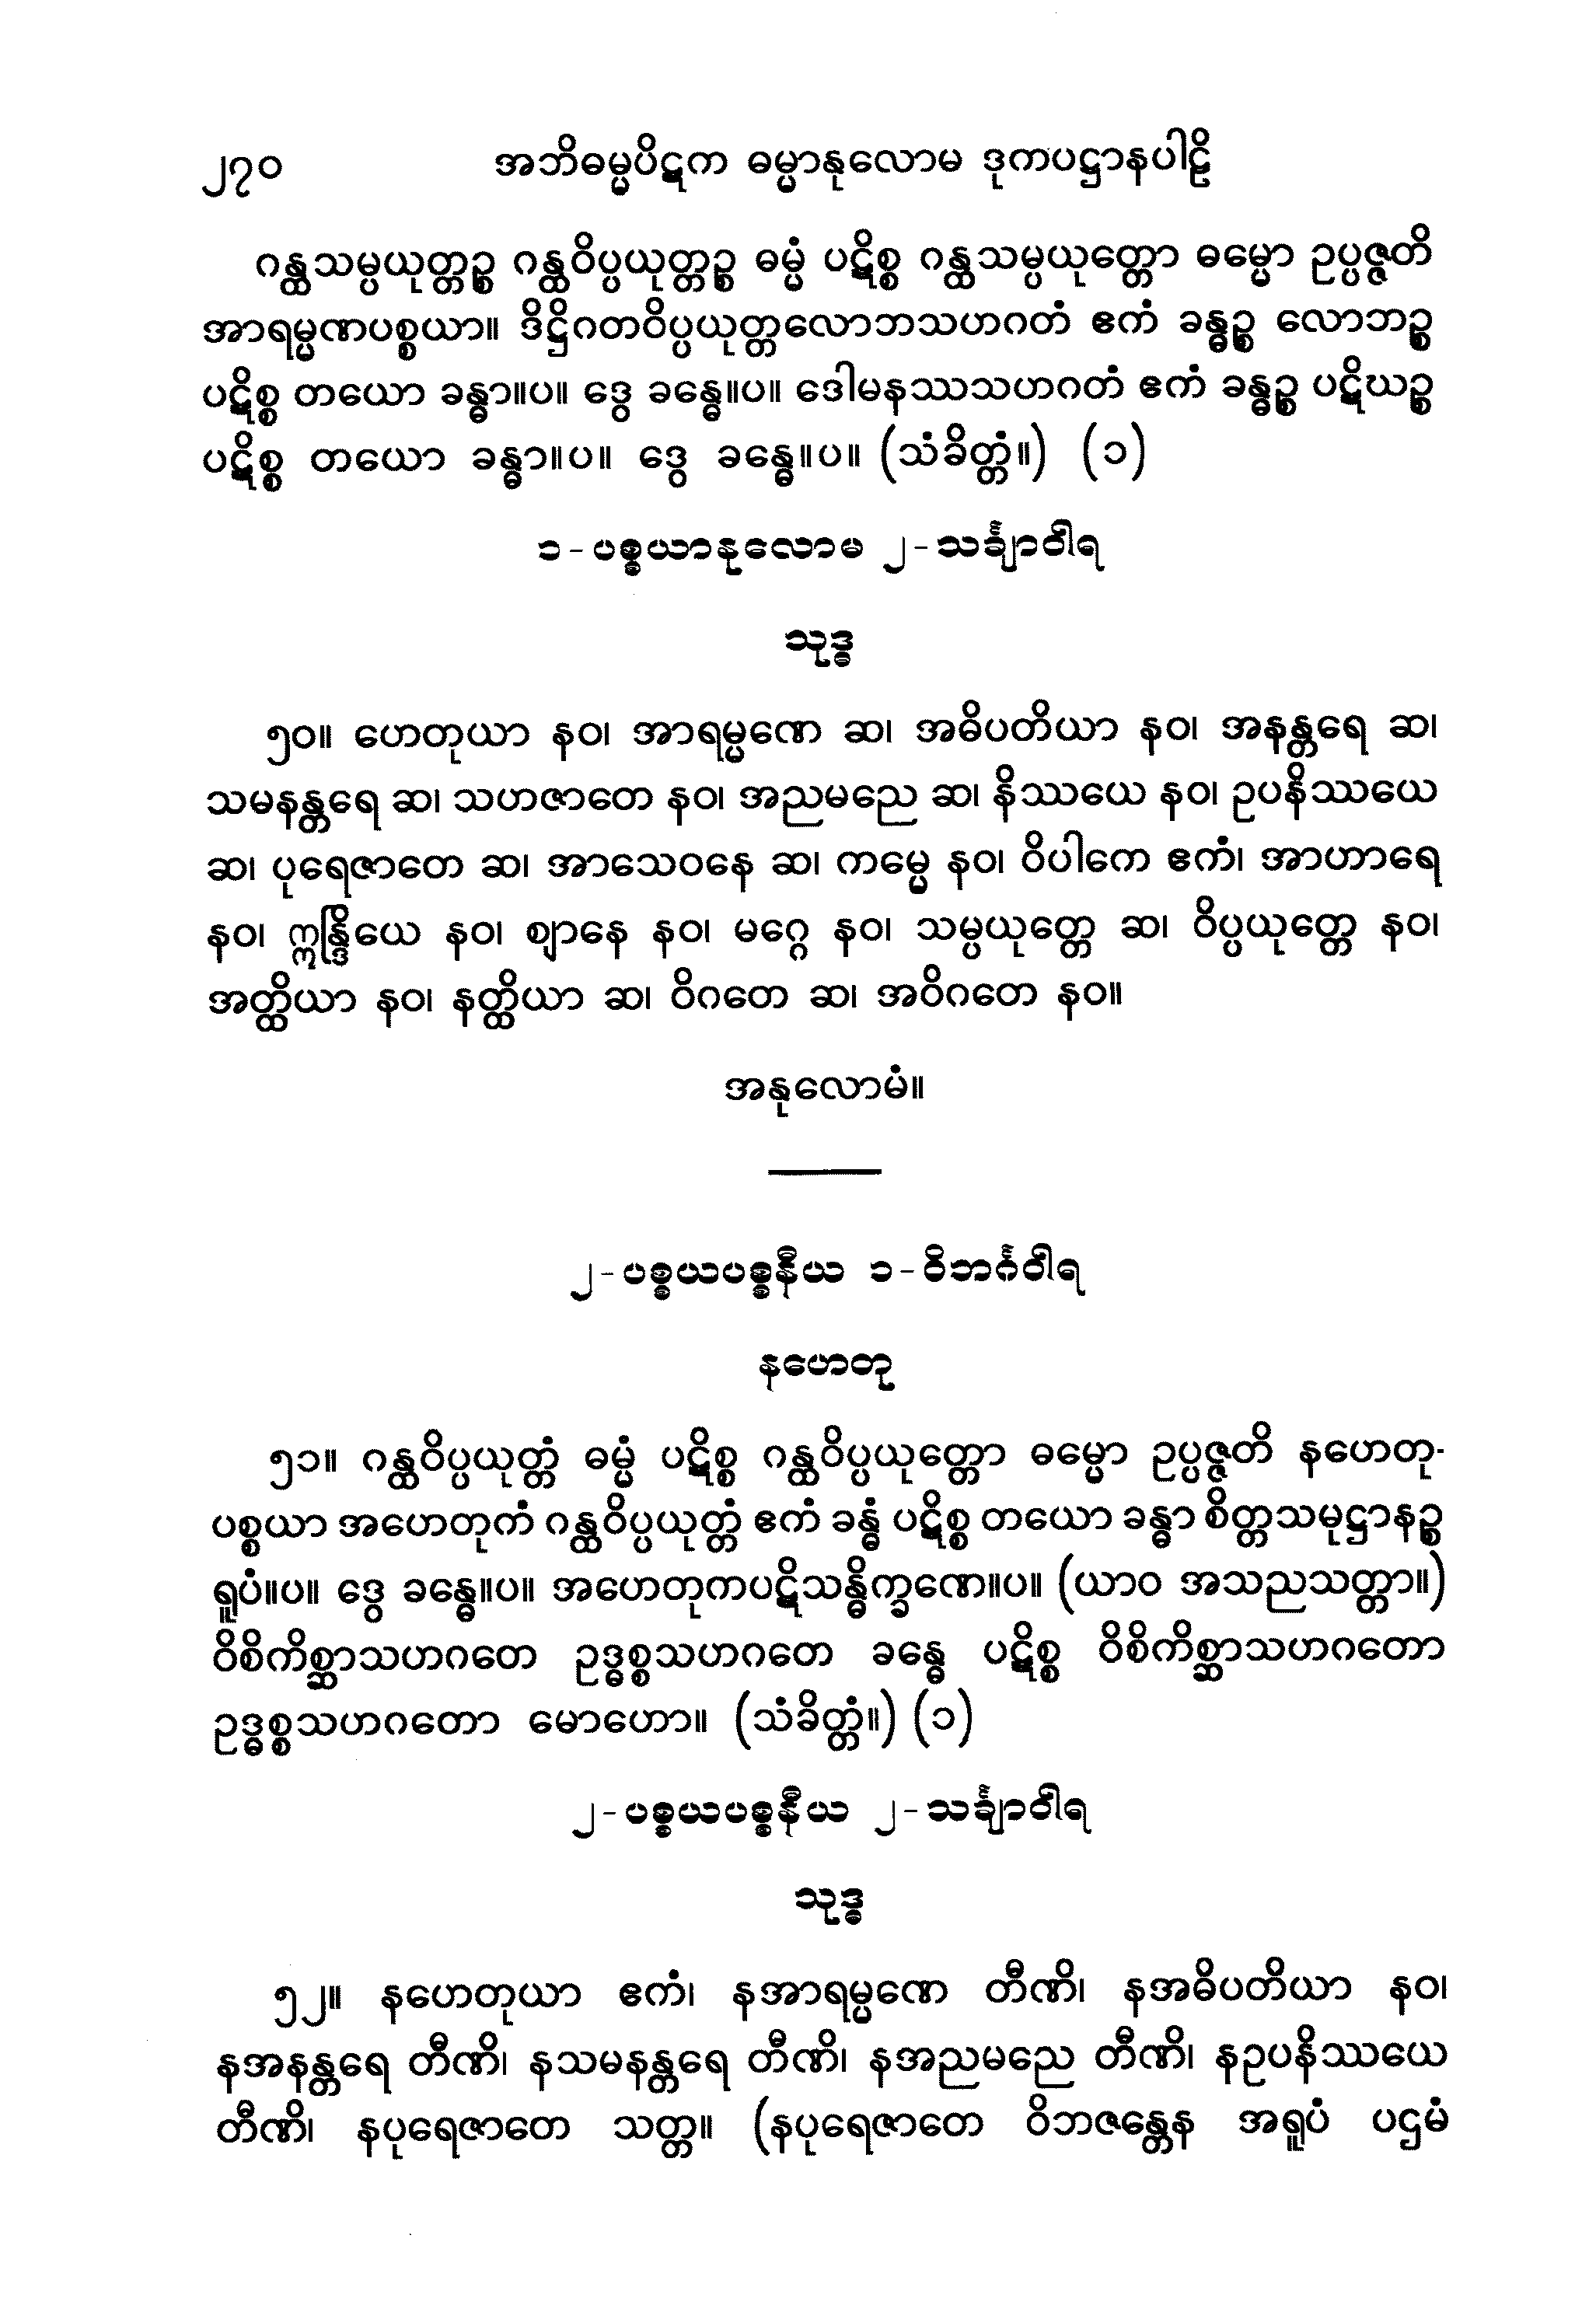 ၂၇၀ အဘိဓမ္မပိဋက ဓမ္မာနုလောမ ဒုကပဋ္ဌာနပါဠိ
ဂန္ထသမ္ပယုတ္တဉ္စ ဂန္ထဝိပ္ပယုတ္တဉ္စ ဓမ္မံ ပဋိစ္စ ဂန္ထသမ္ပယုတ္တော ဓမ္မော ဥပ္ပဇ္ဇတိ
အာရမ္မဏပစ္စယာ။ ဒိဋ္ဌိဂတဝိပ္ပယုတ္တလောဘသဟဂတံ ဧကံ ခန္ဓဉ္စ လောဘဉ္စ
ပဋိစ္စ တယော ခန္ဓာ။ပ။ ဒွေ ခန္ဓေ။ပ။ ဒေါမနဿသဟဂတံ ဧကံ ခန္ဓဉ္စ ပဋိဃဉ္စ
ပဋိစ္စ တယော ခန္ဓာ။ပ။ ဒွေ ခန္ဓေ။ပ။ (သံခိတ္တံ။) (၁)
၁-ပစ္စယာနုလောမ ၂-သင်္ချာဝါရ
သုဒ္ဓ
၅၀။ ဟေတုယာ နဝ၊ အာရမ္မဏေ ဆ၊ အဓိပတိယာ နဝ၊ အနန္တရေ ဆ၊
သမနန္တရေ ဆ၊ သဟဇာတေ နဝ၊ အညမညေ ဆ၊ နိဿယေ နဝ၊ ဥပနိဿယေ
ဆ၊ ပုရေဇာတေ ဆ၊ အာသေဝနေ ဆ၊ ကမ္မေ နဝ၊ ဝိပါကေ ဧကံ၊ အာဟာရေ
နဝ၊ ဣန္ဒြိယေ နဝ၊ ဈာနေ နဝ၊ မဂ္ဂေ နဝ၊ သမ္ပယုတ္တေ ဆ၊ ဝိပ္ပယုတ္တေ နဝ၊
အတ္ထိယာ နဝ၊ နတ္ထိယာ ဆ၊ ဝိဂတေ ဆ၊ အဝိဂတေ နဝ။
အနုလောမံ။
၂-ပစ္စယပစ္စနီယ ၁-ဝိဘင်္ဂဝါရ
နဟေတု
၅၁။ ဂန္ထဝိပ္ပယုတ္တံ ဓမ္မံ ပဋိစ္စ ဂန္ထဝိပ္ပယုတ္တော ဓမ္မော ဥပ္ပဇ္ဇတိ နဟေတု-
ပစ္စယာ အဟေတုကံ ဂန္ထဝိပ္ပယုတ္တံ ဧကံ ခန္ဓံ ပဋိစ္စ တယော ခန္ဓာ စိတ္တသမုဋ္ဌာနဉ္စ
ရူပံ။ပ။ ဒွေ ခန္ဓေ။ပ။ အဟေတုကပဋိသန္ဓိက္ခဏေ။ပ။ (ယာဝ အသညသတ္တာ။)
ဝိစိကိစ္ဆာသဟဂတေ ဥဒ္ဓစ္စသဟဂတေ ခန္ဓေ ပဋိစ္စ ဝိစိကိစ္ဆာသဟဂတော
ဥဒ္ဓစ္စသဟဂတော မောဟော။ (သံခိတ္တံ။) (၁)
၂-ပစ္စယပစ္စနီယ ၂-သင်္ချာဝါရ
သုဒ္ဓ
၅၂။ နဟေတုယာ ဧကံ၊ နအာရမ္မဏေ တီဏိ၊ နအဓိပတိယာ နဝ၊
နအနန္တရေ တီဏိ၊ နသမနန္တရေ တီဏိ၊ နအညမညေ တီဏိ၊ နဥပနိဿယေ
တီဏိ၊ နပုရေဇာတေ သတ္တ။ (နပုရေဇာတေ ဝိဘဇန္တေန အရူပံ ပဌမံ